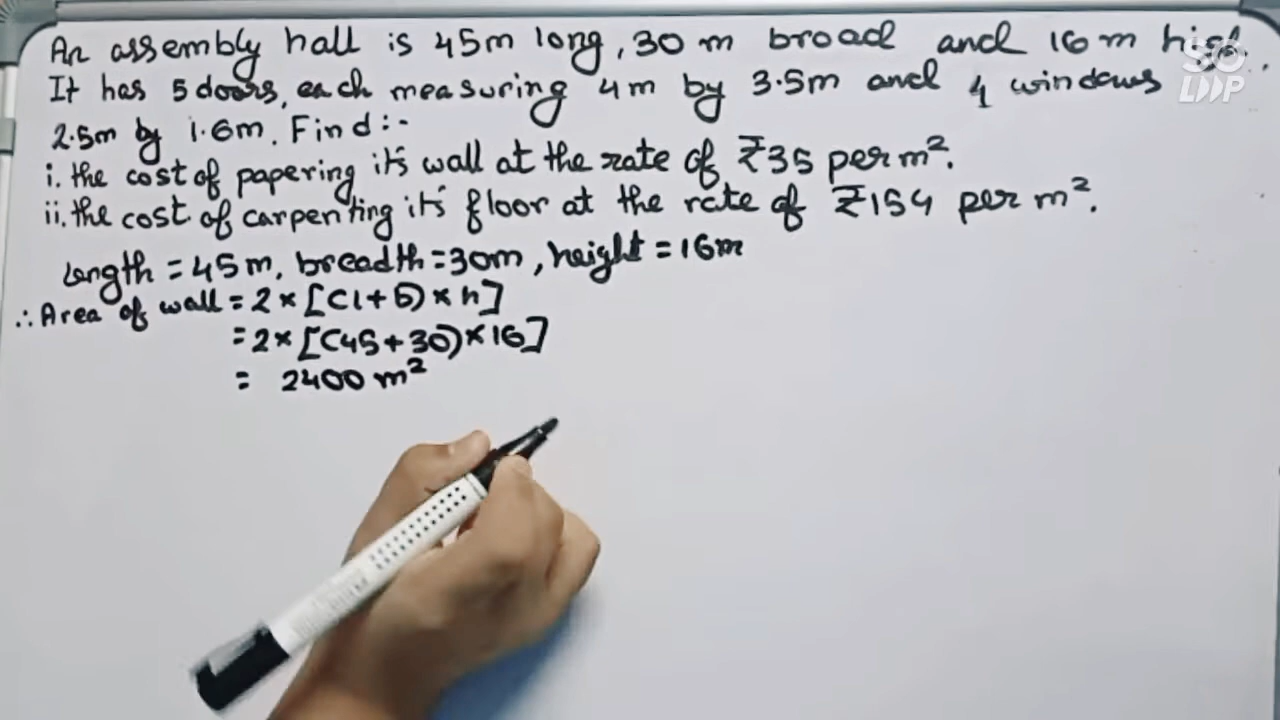 An assembly hall is 45m long, 30 m broad and 16 m high.
It has 5 doors, each measuring 4m by 3.5m and 4 windows
2.5m by 1.6m. Find :-
i. the cost of papering it's wall at the rate of ₹35 per m².
ii. the cost of carpenting it's floor at the rate of ₹154 per m².
Length = 45 m, breadth = 30m, height = 16m
∴ Area of wall = 2 × [(l + b) × h]
= 2 × [(45 + 30) × 16]
= 2400 m²